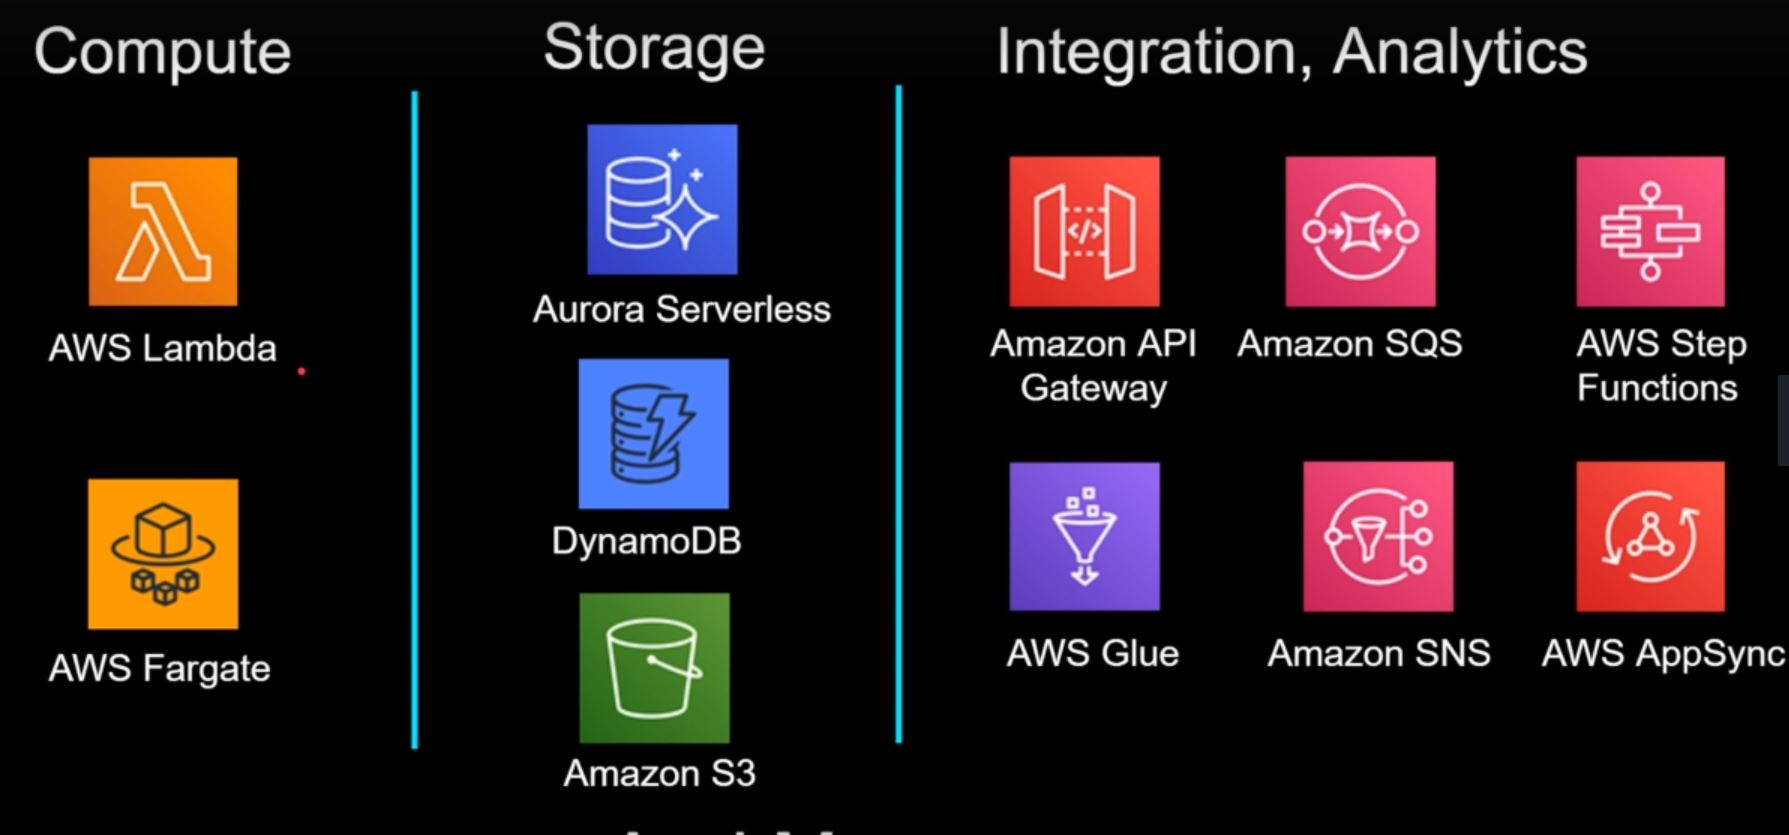 Compute
Storage
Integration, Analytics
AWS Lambda
AWS Fargate
Aurora Serverless
DynamoDB
Amazon S3
</>
Amazon API
Gateway
Amazon SQS
AWS Step
Functions
AWS Glue
Amazon SNS
AWS AppSync